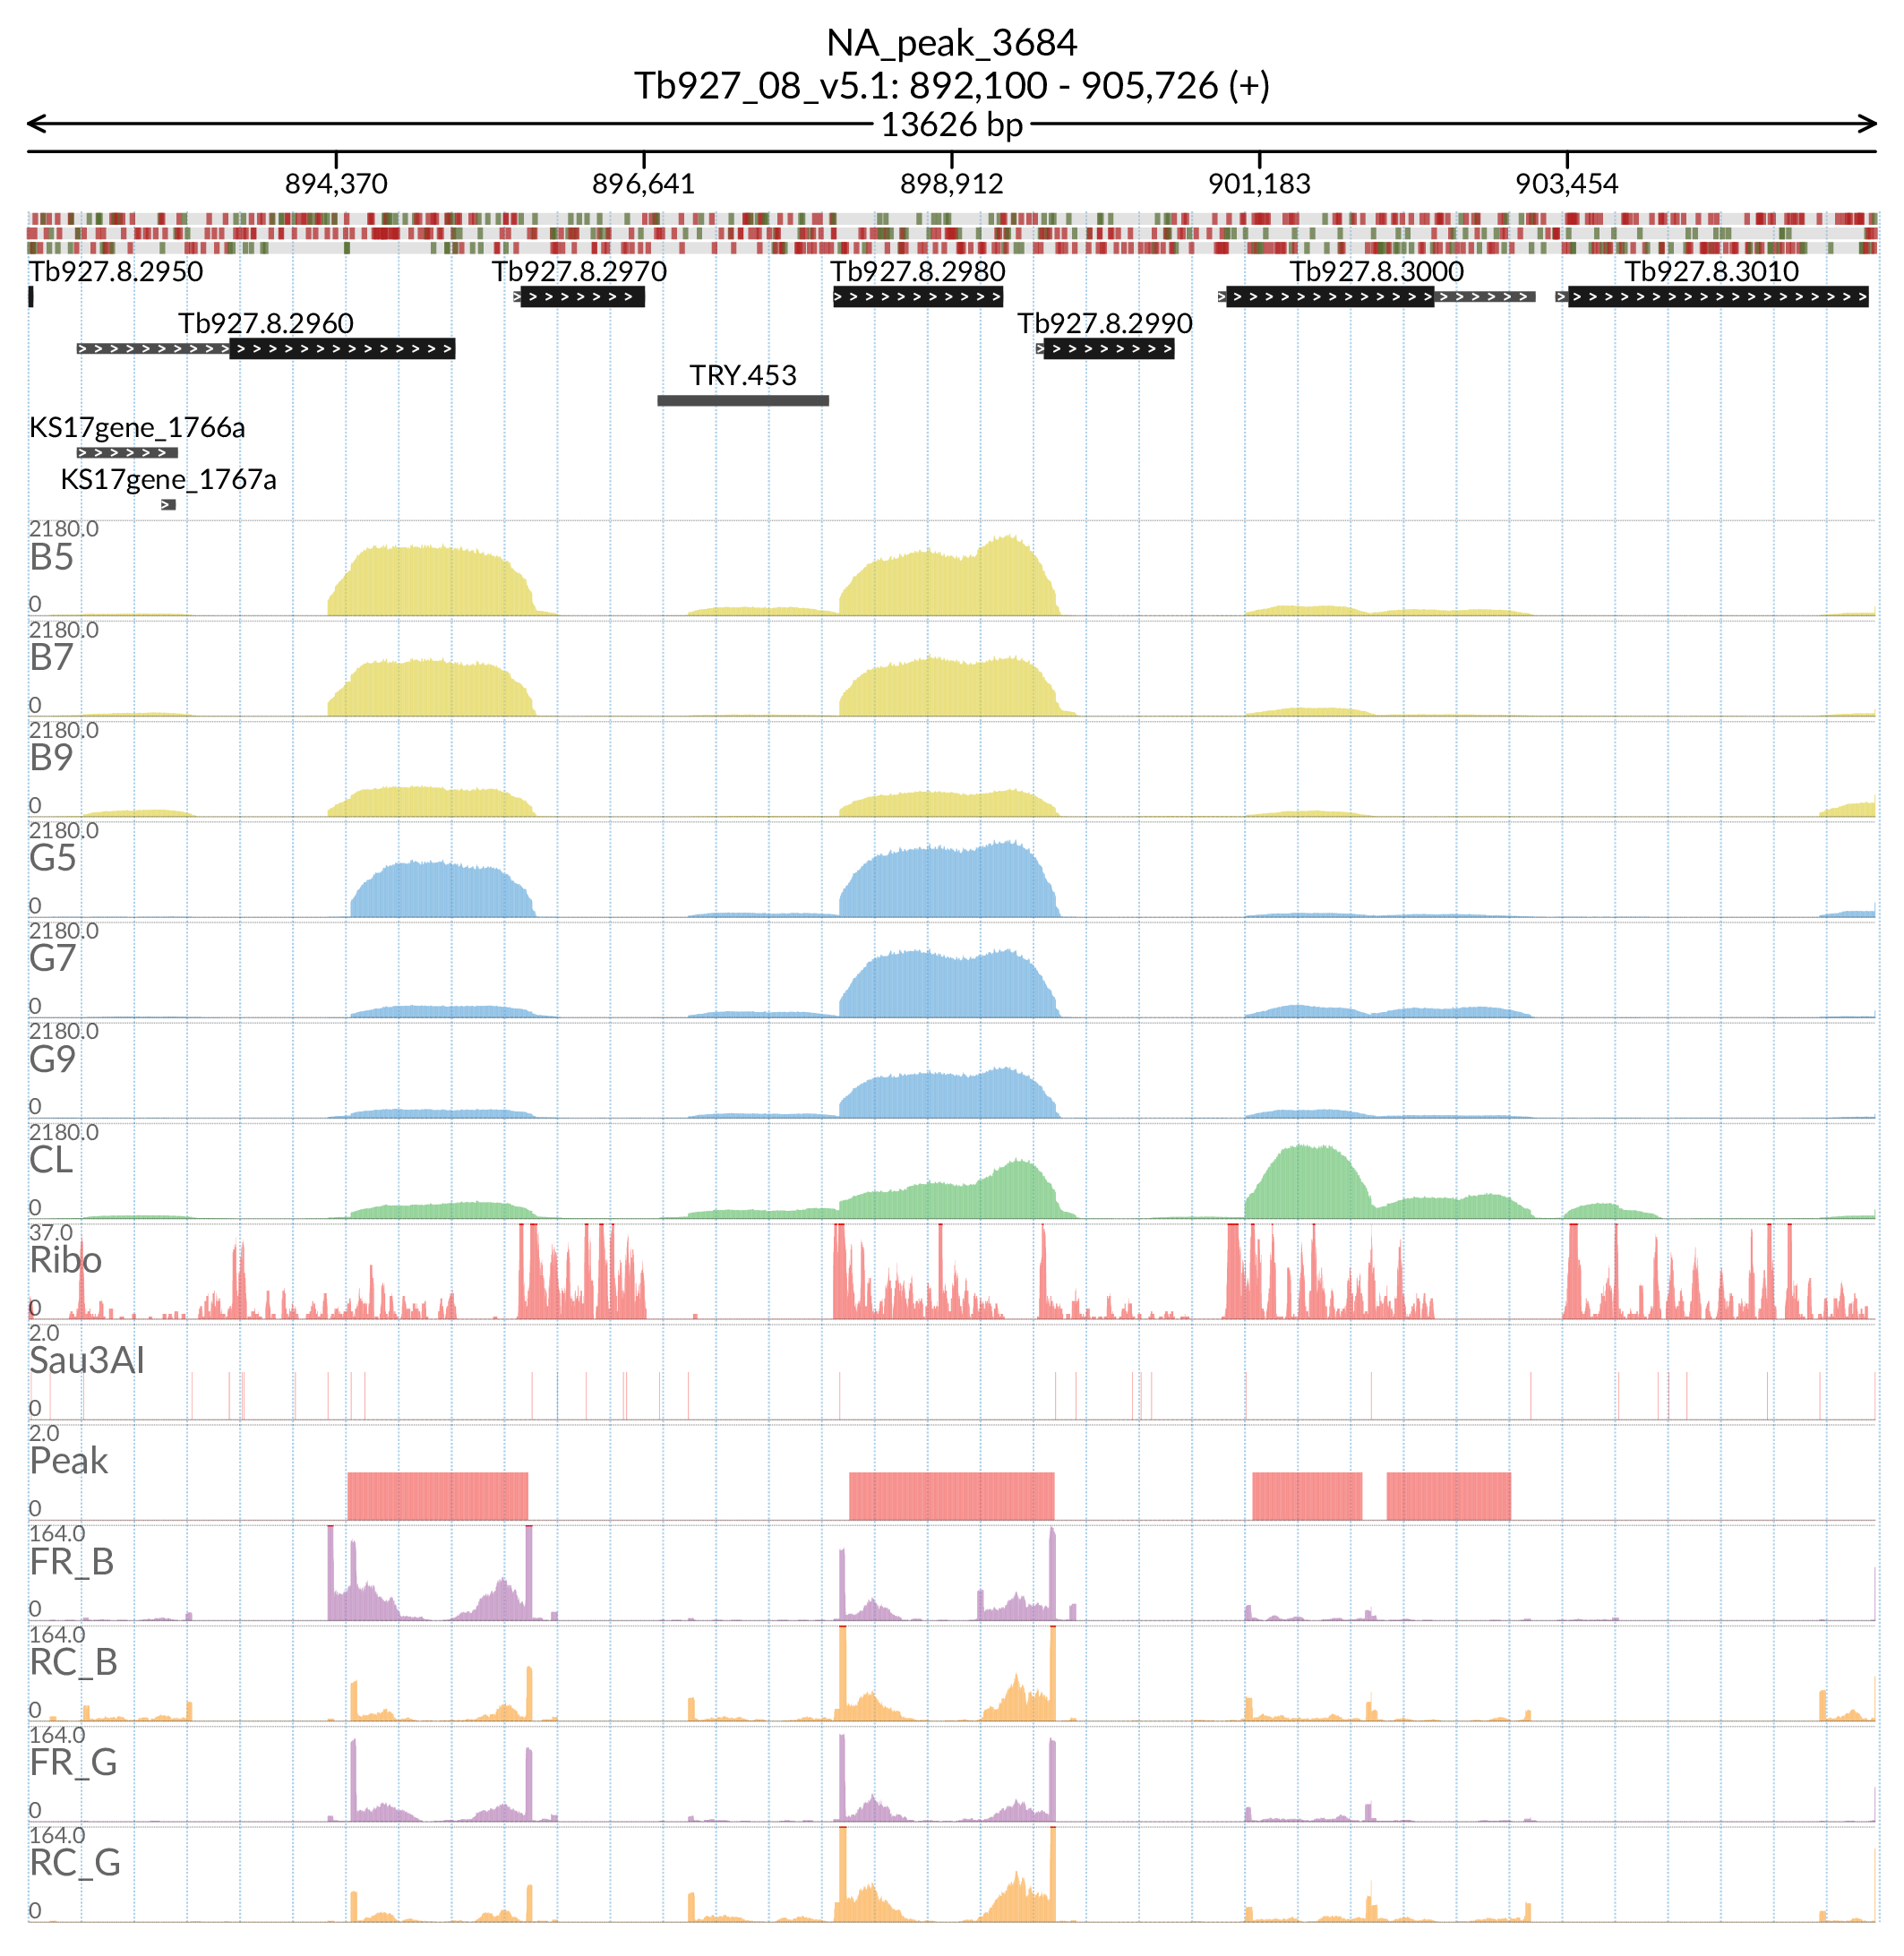 NA_peak_3684
Tb927_08_v5.1: 892,100 - 905,726 (+)
13626 bp
894,370 896,641 898,912 901,183 903,454
Tb927.8.2950 Tb927.8.2970 Tb927.8.2980 Tb927.8.3000 Tb927.8.3010
Tb927.8.2960 Tb927.8.2990
TRY.453
KS17gene_1766a
KS17gene_1767a
2180.0
B5
0
2180.0
B7
0
2180.0
B9
0
2180.0
G5
0
2180.0
G7
0
2180.0
G9
0
2180.0
CL
0
37.0
Ribo
0
2.0
Sau3AI
0
2.0
Peak
0
164.0
FR_B
0
164.0
RC_B
0
164.0
FR_G
0
164.0
RC_G
0